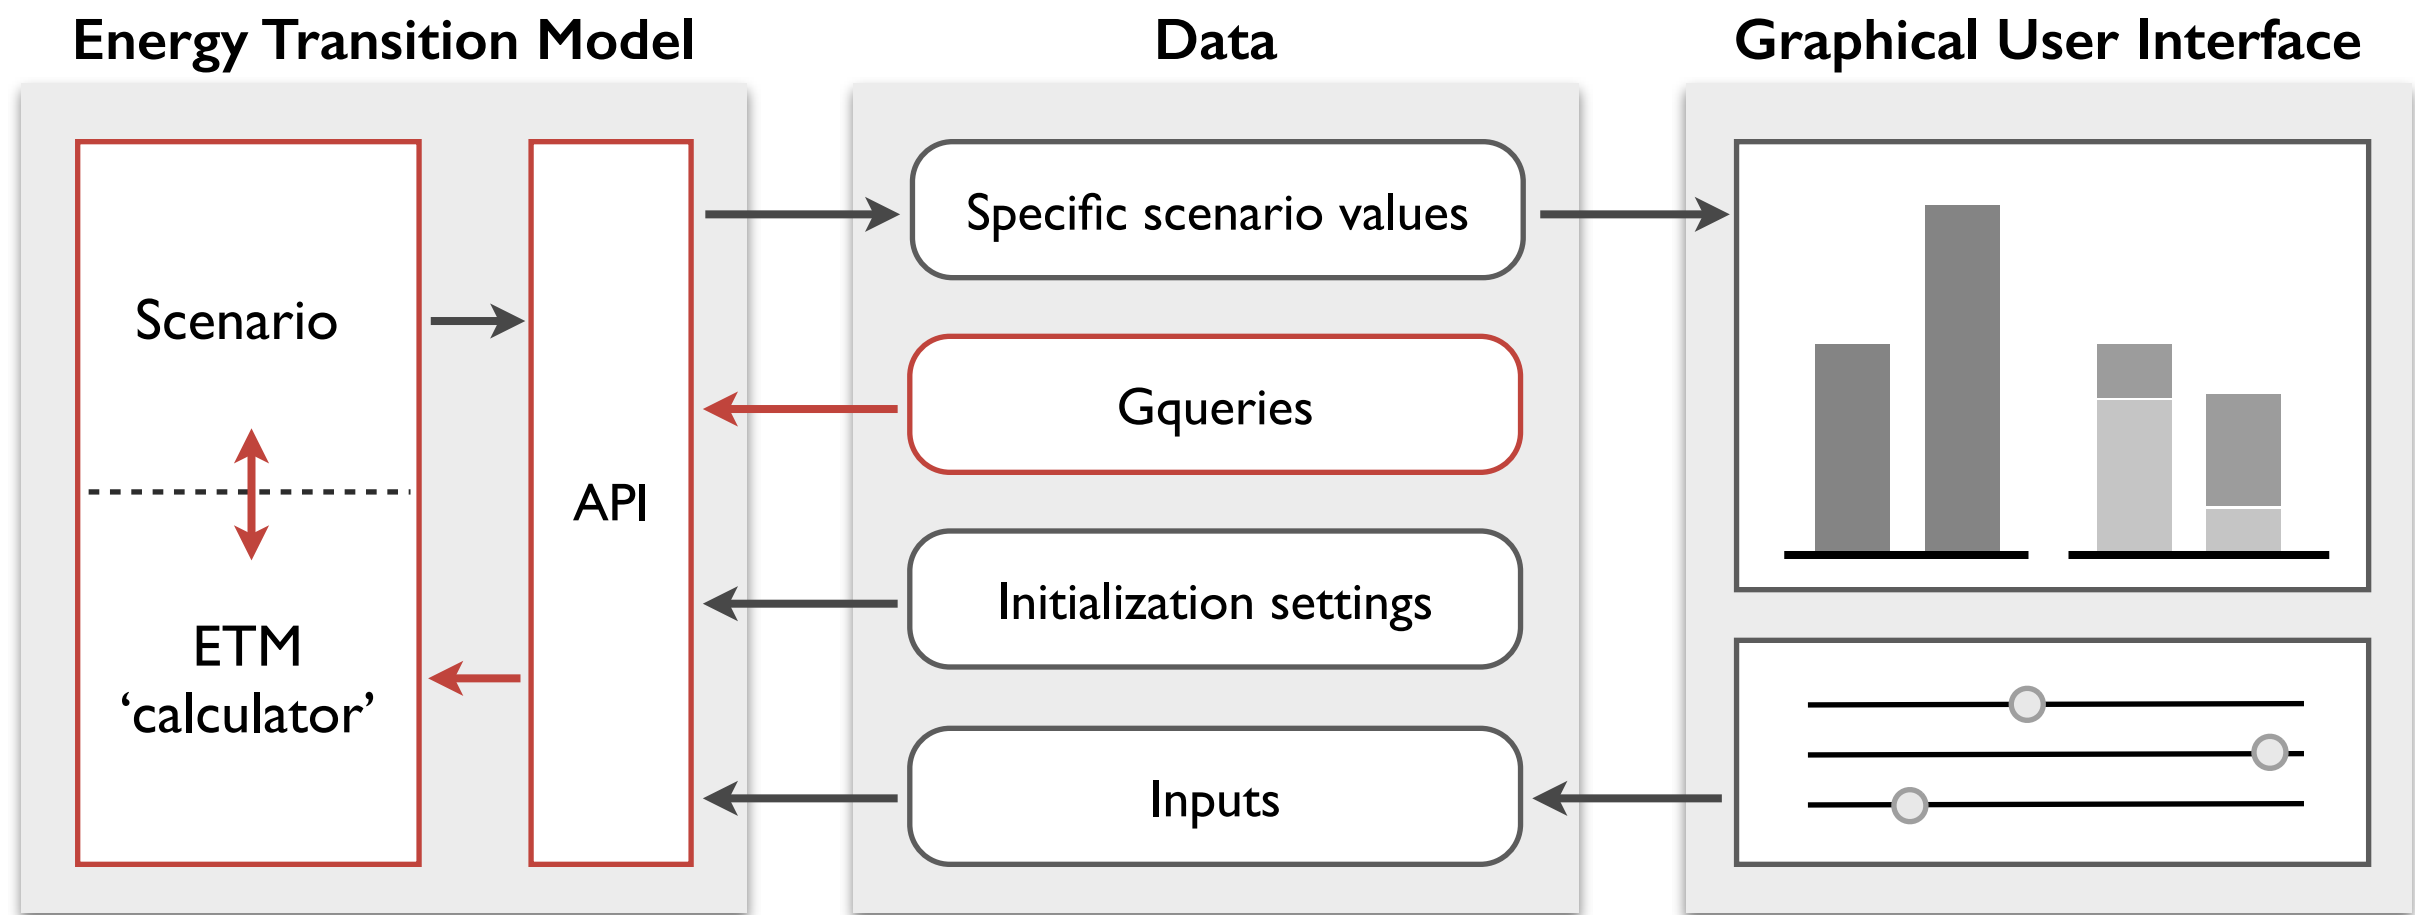 Energy Transition Model
Data
Graphical User Interface
Scenario
ETM
‘calculator’
API
Specific scenario values
Gqueries
Initialization settings
Inputs